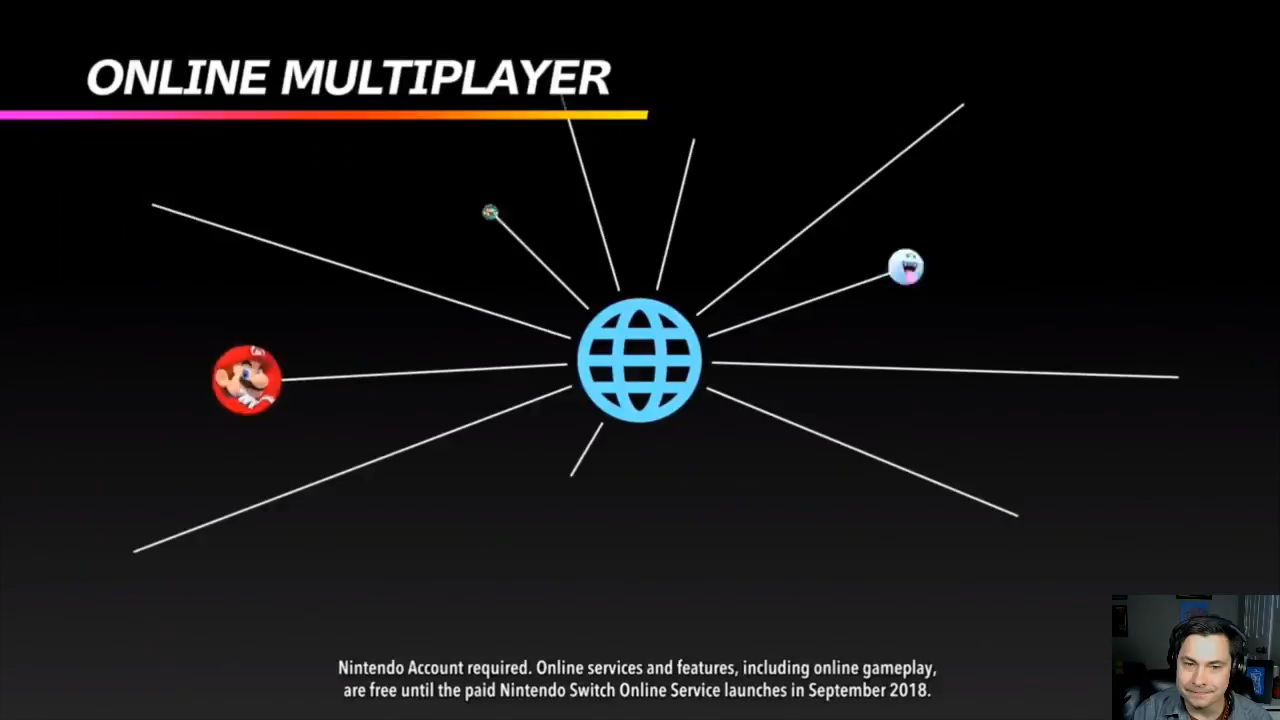 ONLINE MULTIPLAYER
Nintendo Account required. Online services and features, including online gameplay,
are free until the paid Nintendo Switch Online Service launches in September 2018.